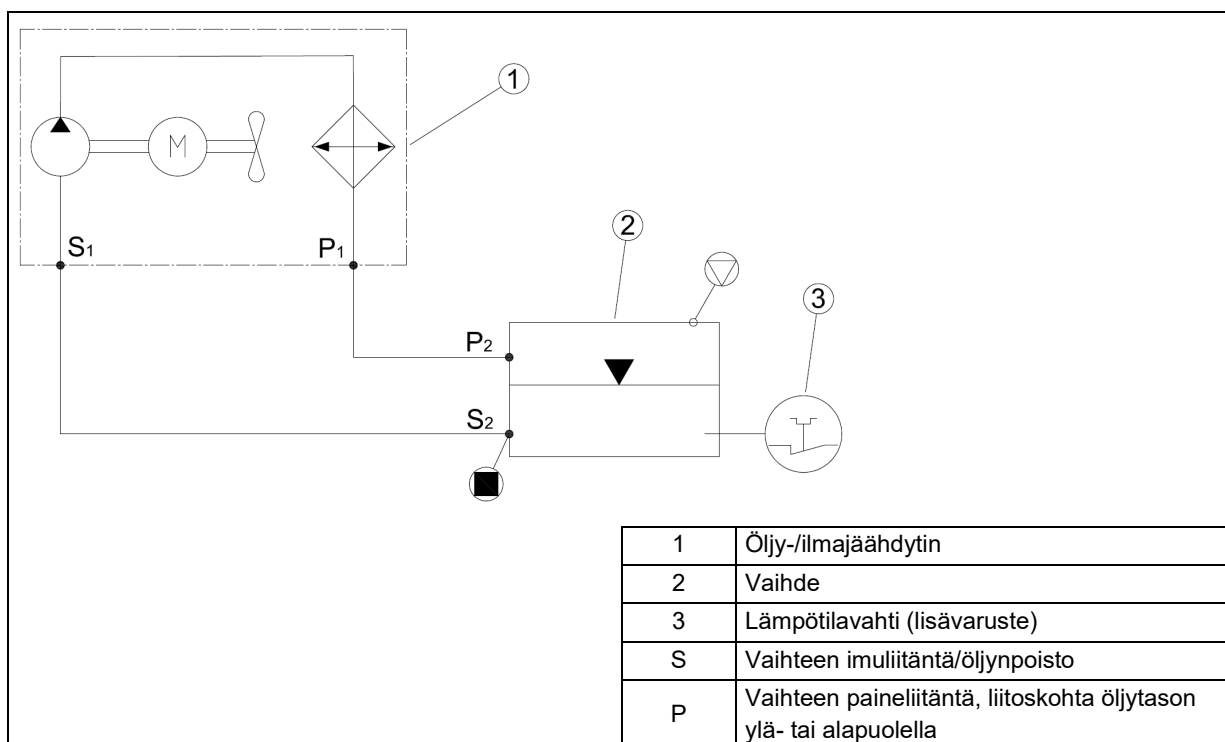 1
M
S1
P1
2
3
P2
S2
1 Öljy-/ilmajäähdytin
2 Vaihde
3 Lämpötilavahti (lisävaruste)
S Vaihteen imuliitäntä/öljynpoisto
P Vaihteen paineliitäntä, liitoskohta öljytason
ylä- tai alapuolella